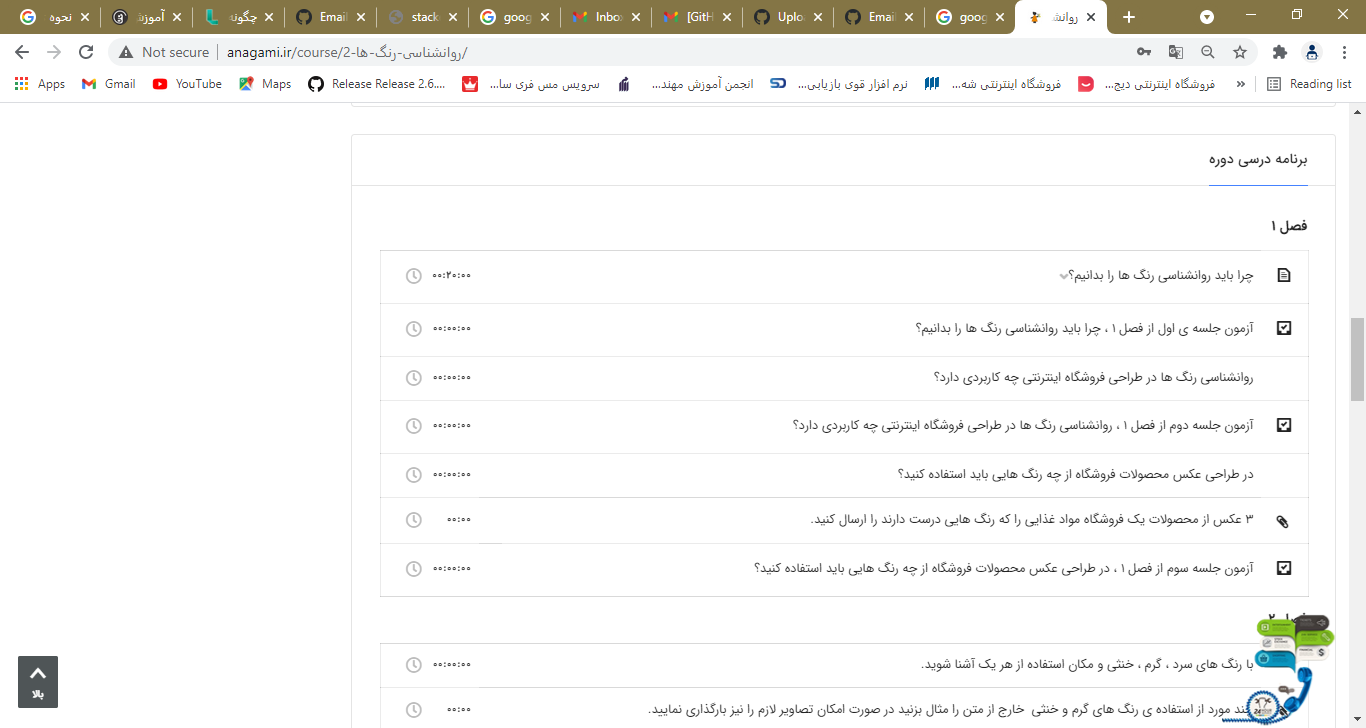 نحوه
آموزش
چگونه
Email
stack
goog
Inbo
[GitH
Uplo
Emai
goog
روانش
Not secure
anagami.ir/course/2-روانشناسی-رنگ-ها/
Apps
Gmail
YouTube
Maps
Release Release 2.6....
سرویس مس فری سا...
انجمن آموزش مهند...
نرم افزار قوی بازاریابی...
فروشگاه اینترنتی شه...
فروشگاه اینترنتی دیج...
»
Reading list
برنامه درسی دوره
فصل ۱
چرا باید روانشناسی رنگ ها را بدانیم؟ ۰۰:۲۰:۰۰
آزمون جلسه ی اول از فصل ۱ ، چرا باید روانشناسی رنگ ها را بدانیم؟ ۰۰:۰۰:۰۰
روانشناسی رنگ ها در طراحی فروشگاه اینترنتی چه کاربردی دارد؟ ۰۰:۰۰:۰۰
آزمون جلسه دوم از فصل ۱ ، روانشناسی رنگ ها در طراحی فروشگاه اینترنتی چه کاربردی دارد؟ ۰۰:۰۰:۰۰
در طراحی عکس محصولات فروشگاه از چه رنگ هایی باید استفاده کنید؟ ۰۰:۰۰:۰۰
۳ عکس از محصولات یک فروشگاه مواد غذایی را که رنگ هایی درست دارند را ارسال کنید. ۰۰:۰۰
آزمون جلسه سوم از فصل ۱ ، در طراحی عکس محصولات فروشگاه از چه رنگ هایی باید استفاده کنید؟ ۰۰:۰۰:۰۰
با رنگ های سرد ، گرم ، خنثی و مکان استفاده از هر یک آشنا شوید. ۰۰:۰۰:۰۰
چند مورد از استفاده ی رنگ های گرم و خنثی خارج از متن را مثال بزنید در صورت امکان تصاویر لازم را نیز بارگذاری نمایید. ۰۰:۰۰
بالا